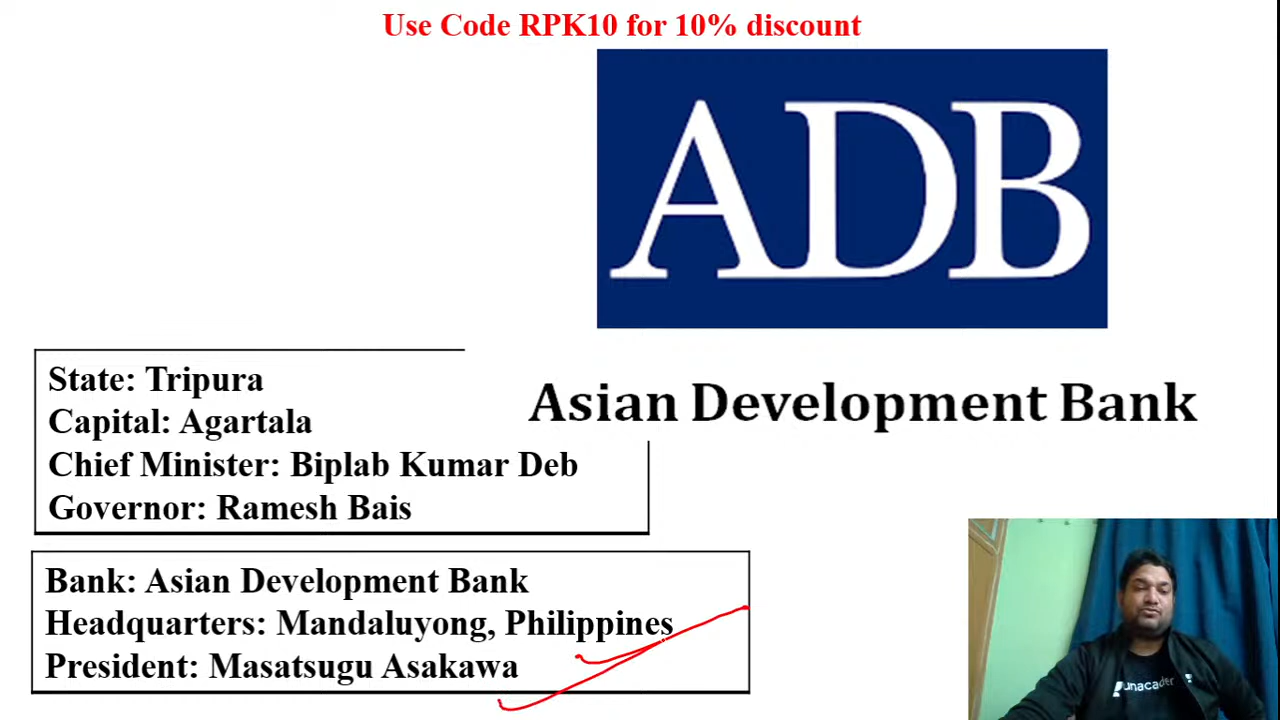 Use Code RPK10 for 10% discount
ADB
Asian Development Bank
State: Tripura
Capital: Agartala
Chief Minister: Biplab Kumar Deb
Governor: Ramesh Bais
Bank: Asian Development Bank
Headquarters: Mandaluyong, Philippines
President: Masatsugu Asakawa
unacademy